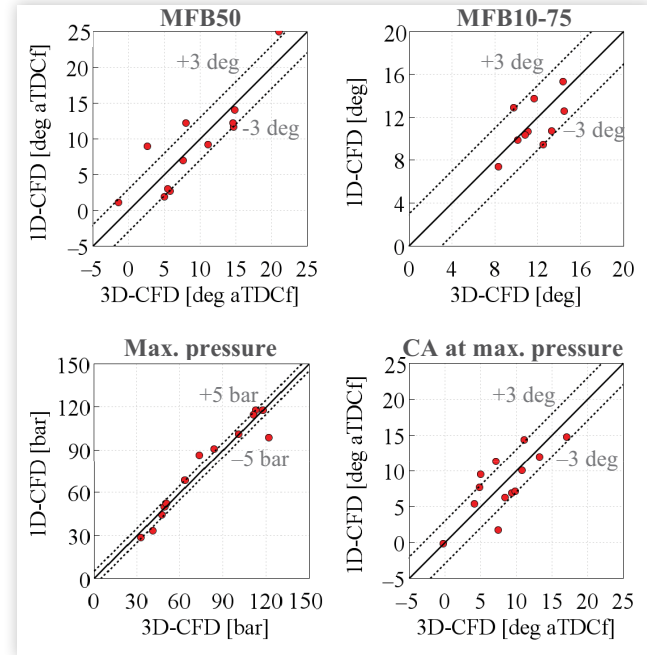 MFB50
25
20
15
10
5
0
–5
1D-CFD [deg aTDCf]
+3 deg
-3 deg
–5 0 5 10 15 20 25
3D-CFD [deg aTDCf]
MFB10-75
20
16
12
8
4
0
1D-CFD [deg]
+3 deg
–3 deg
0 4 8 12 16 20
3D-CFD [deg]
Max. pressure
150
120
90
60
30
0
1D-CFD [bar]
+5 bar
–5 bar
0 30 60 90 120 150
3D-CFD [bar]
CA at max. pressure
25
20
15
10
5
0
–5
1D-CFD [deg aTDCf]
+3 deg
–3 deg
–5 0 5 10 15 20 25
3D-CFD [deg aTDCf]